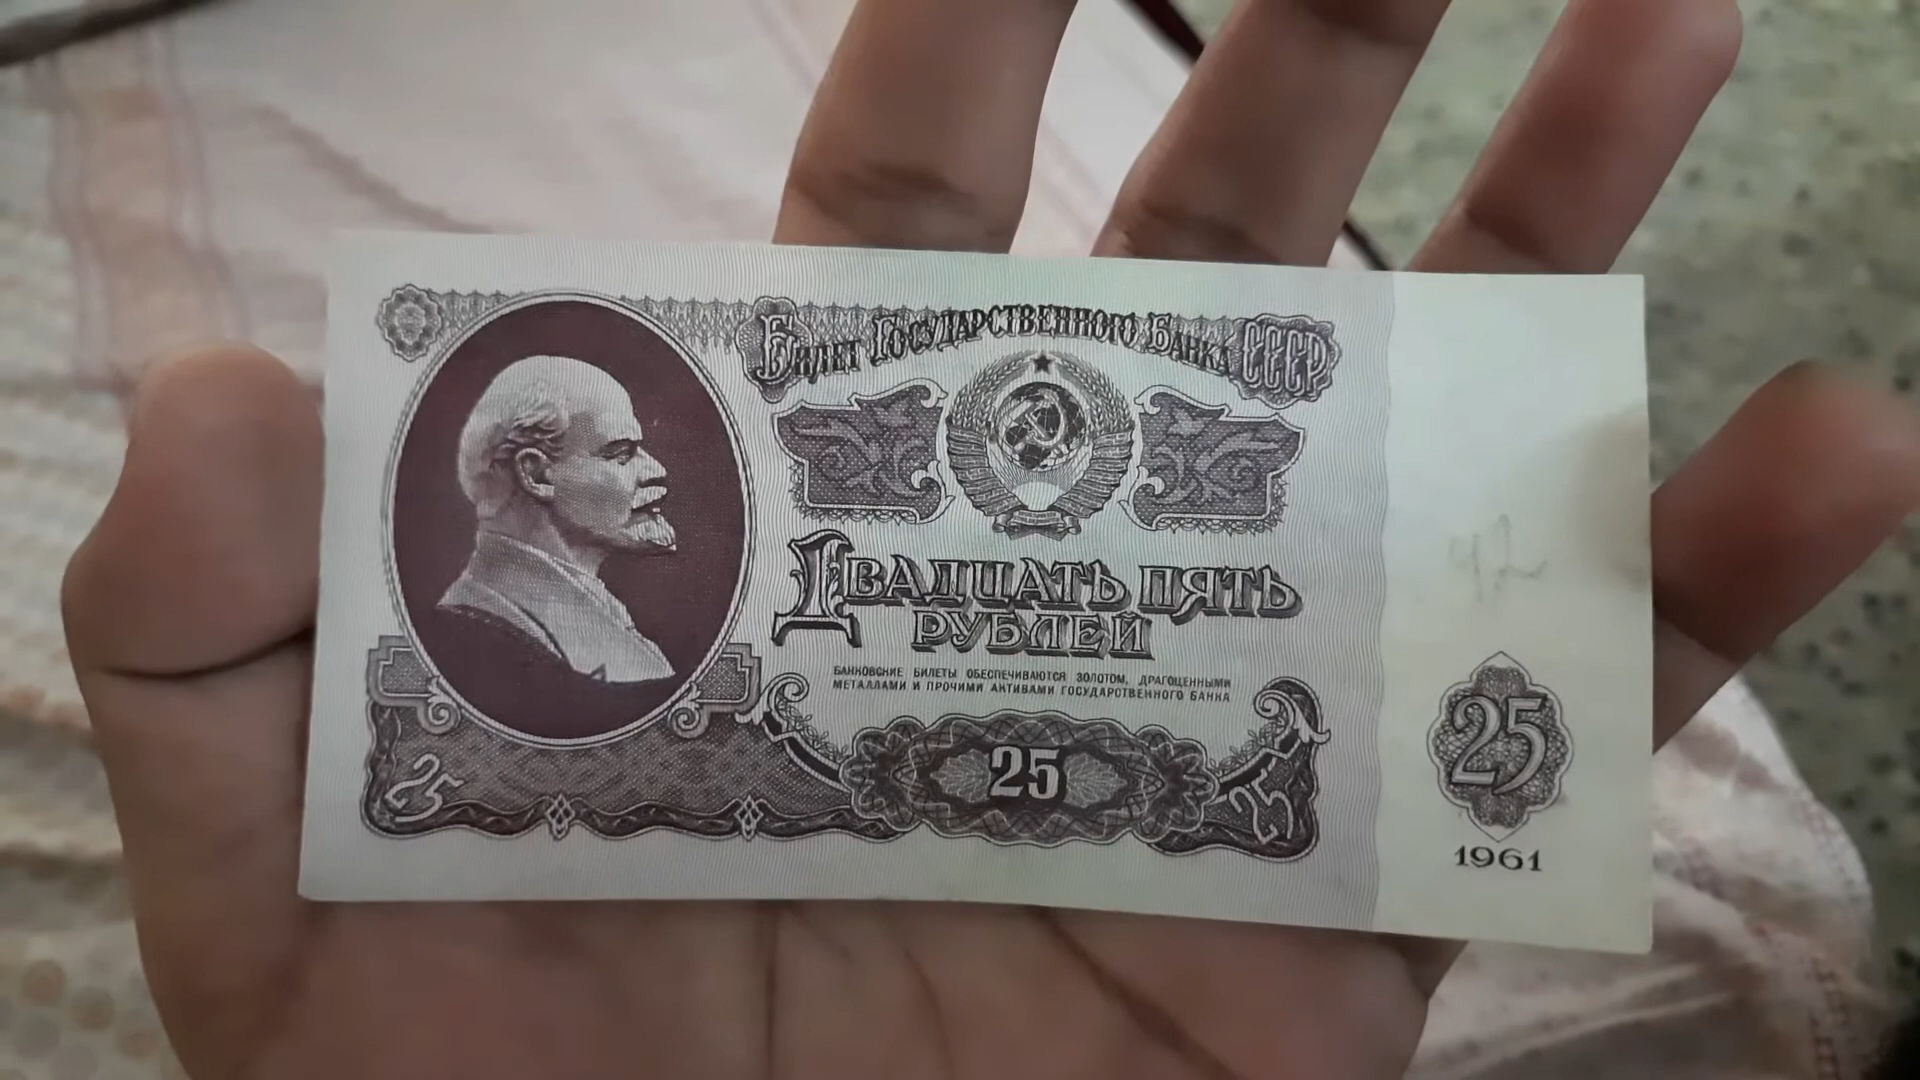 Билет Государственного Банка СССР
Двадцать пять
рублей
БАНКОВСКИЕ БИЛЕТЫ ОБЕСПЕЧИВАЮТСЯ ЗОЛОТОМ, ДРАГОЦЕННЫМИ
МЕТАЛЛАМИ И ПРОЧИМИ АКТИВАМИ ГОСУДАРСТВЕННОГО БАНКА
25
25
25
25
1961